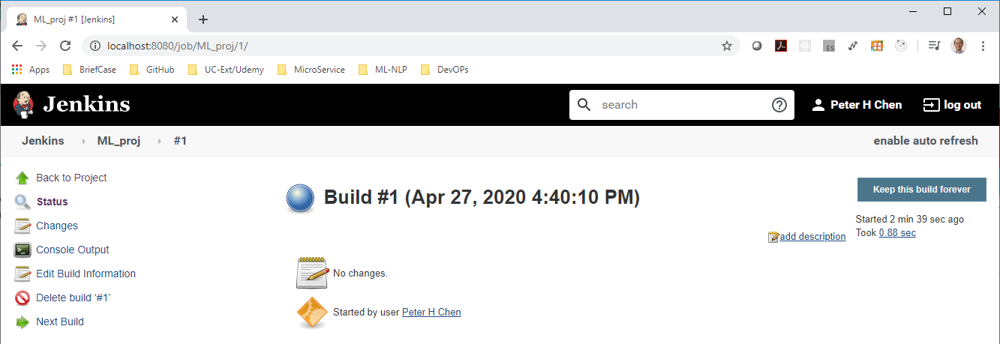 ML_proj #1 [Jenkins]
localhost:8080/job/ML_proj/1/
ES
Apps BriefCase GitHub UC-Ext/Udemy MicroService ML-NLP DevOPs
Jenkins search Peter H Chen log out
Jenkins ML_proj #1 enable auto refresh
Back to Project
Status
Changes
Console Output
Edit Build Information
Delete build ‘#1’
Next Build
Build #1 (Apr 27, 2020 4:40:10 PM)
Keep this build forever
Started 2 min 39 sec ago
Took 0.88 sec
add description
No changes.
Started by user Peter H Chen